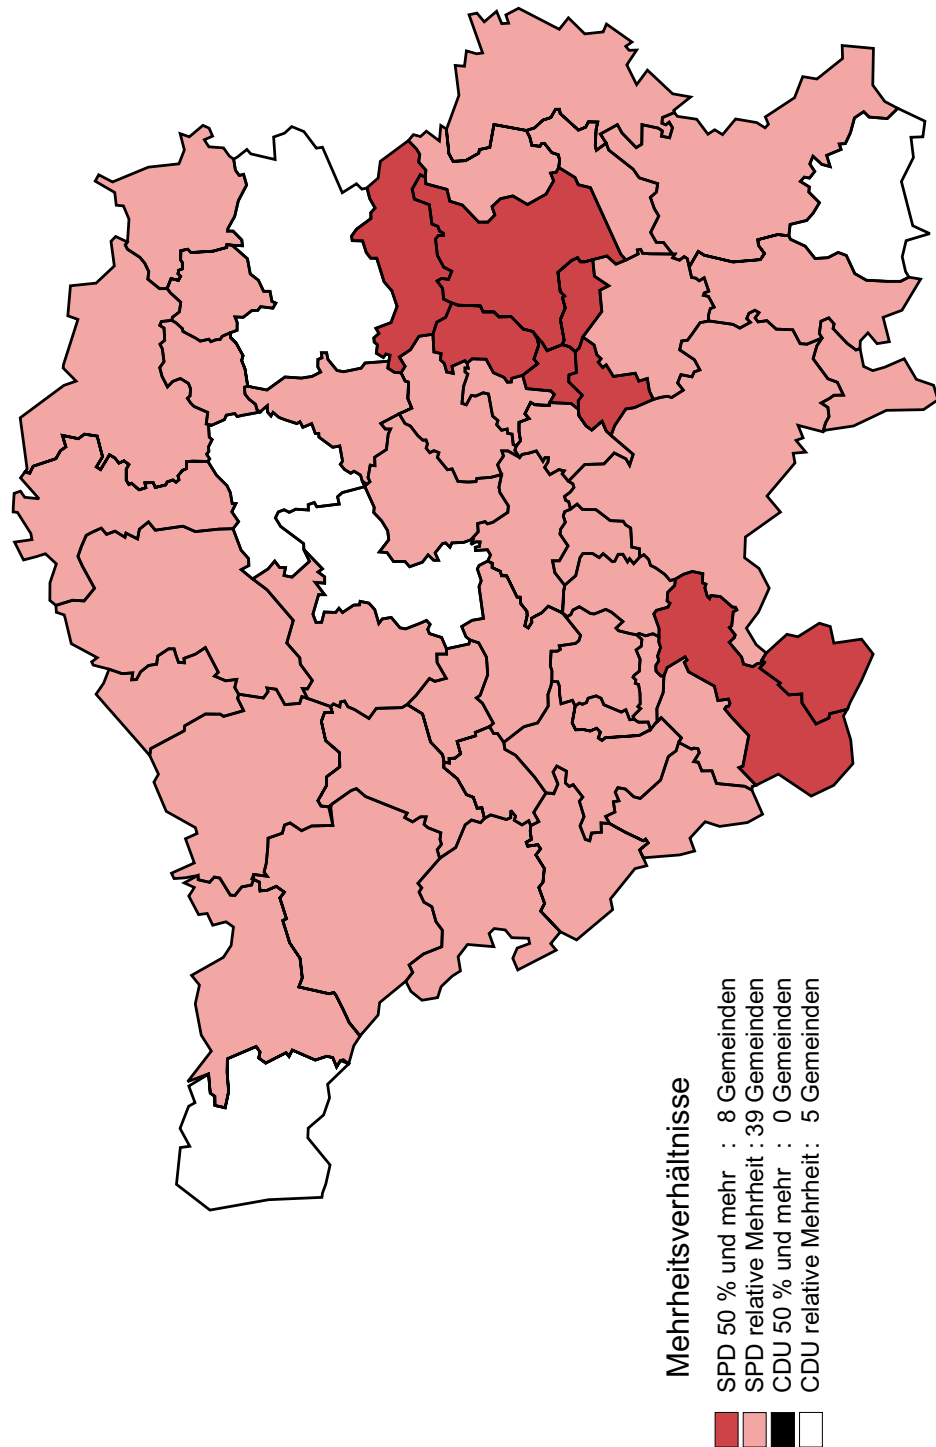 Mehrheitsverhältnisse
SPD 50 % und mehr : 8 Gemeinden
SPD relative Mehrheit : 39 Gemeinden
CDU 50 % und mehr : 0 Gemeinden
CDU relative Mehrheit : 5 Gemeinden